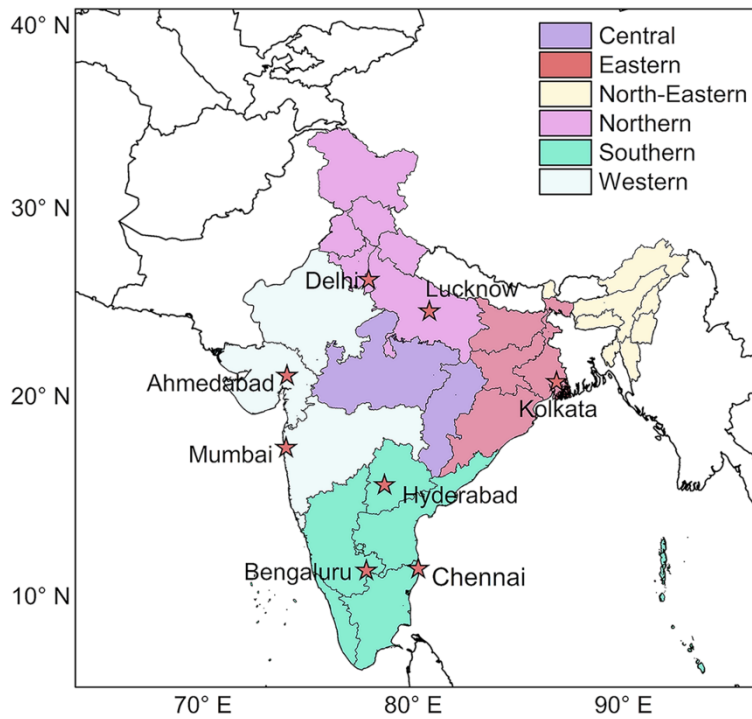 40° N
30° N
20° N
10° N
Central
Eastern
North-Eastern
Northern
Southern
Western
Delhi
Lucknow
Ahmedabad
Kolkata
Mumbai
Hyderabad
Bengaluru
Chennai
70° E
80° E
90° E